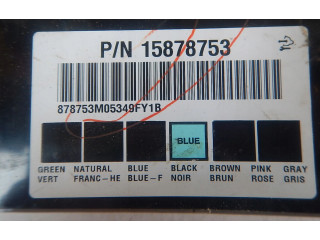 P/N 15878753
878753M05349FY1B
BLUE
GREEN NATURAL BLUE BLACK BROWN PINK GRAY
VERT FRANC-HE BLUE-F NOIR BRUN ROSE GRIS